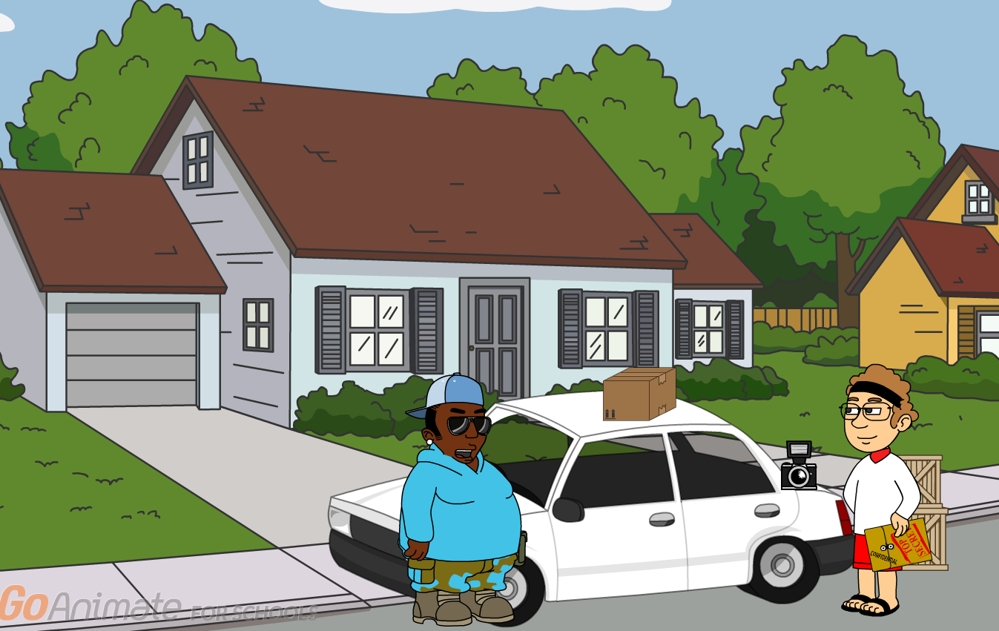 TOP
SECRET
CONFIDENTIAL
GoAnimate FOR SCHOOLS